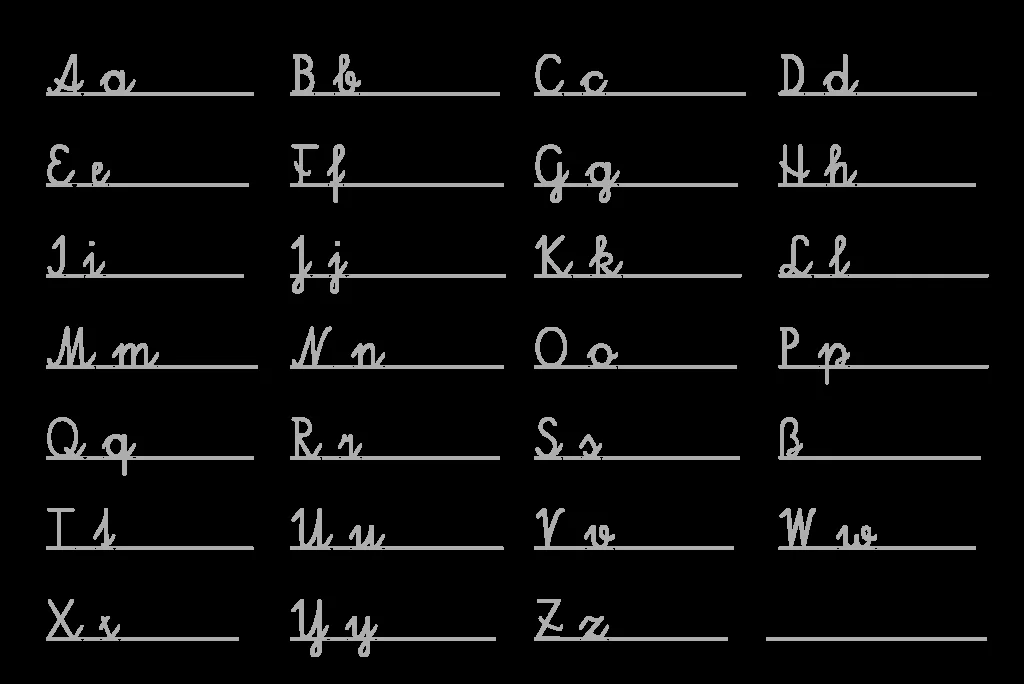 A a B b C c D d
E e F f G g H h
I i J j K k L l
M m N n O o P p
Q q R r S s ß
T t U u V v W w
X x Y y Z z